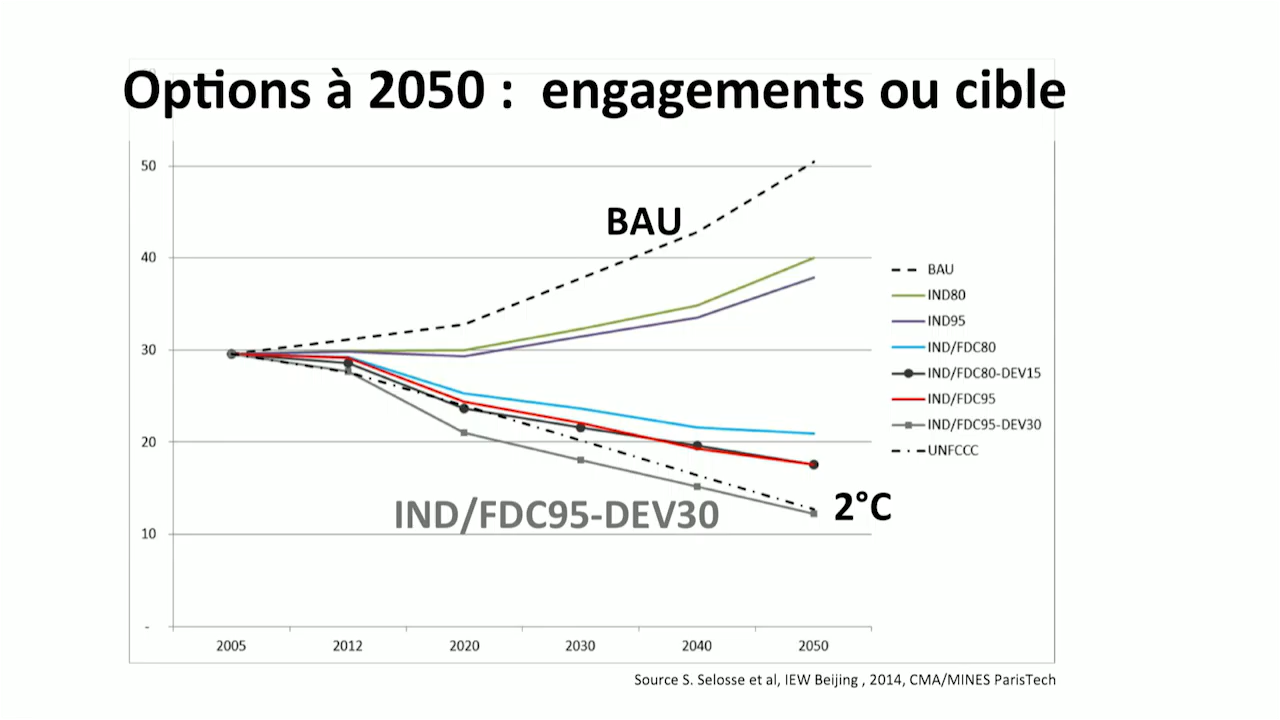 Options à 2050 : engagements ou cible
50
BAU
40
BAU
IND80
IND95
30
IND/FDC80
IND/FDC80-DEV15
IND/FDC95
IND/FDC95-DEV30
20
UNFCCC
IND/FDC95-DEV30
2°C
10
-
2005 2012 2020 2030 2040 2050
Source S. Selosse et al, IEW Beijing , 2014, CMA/MINES ParisTech